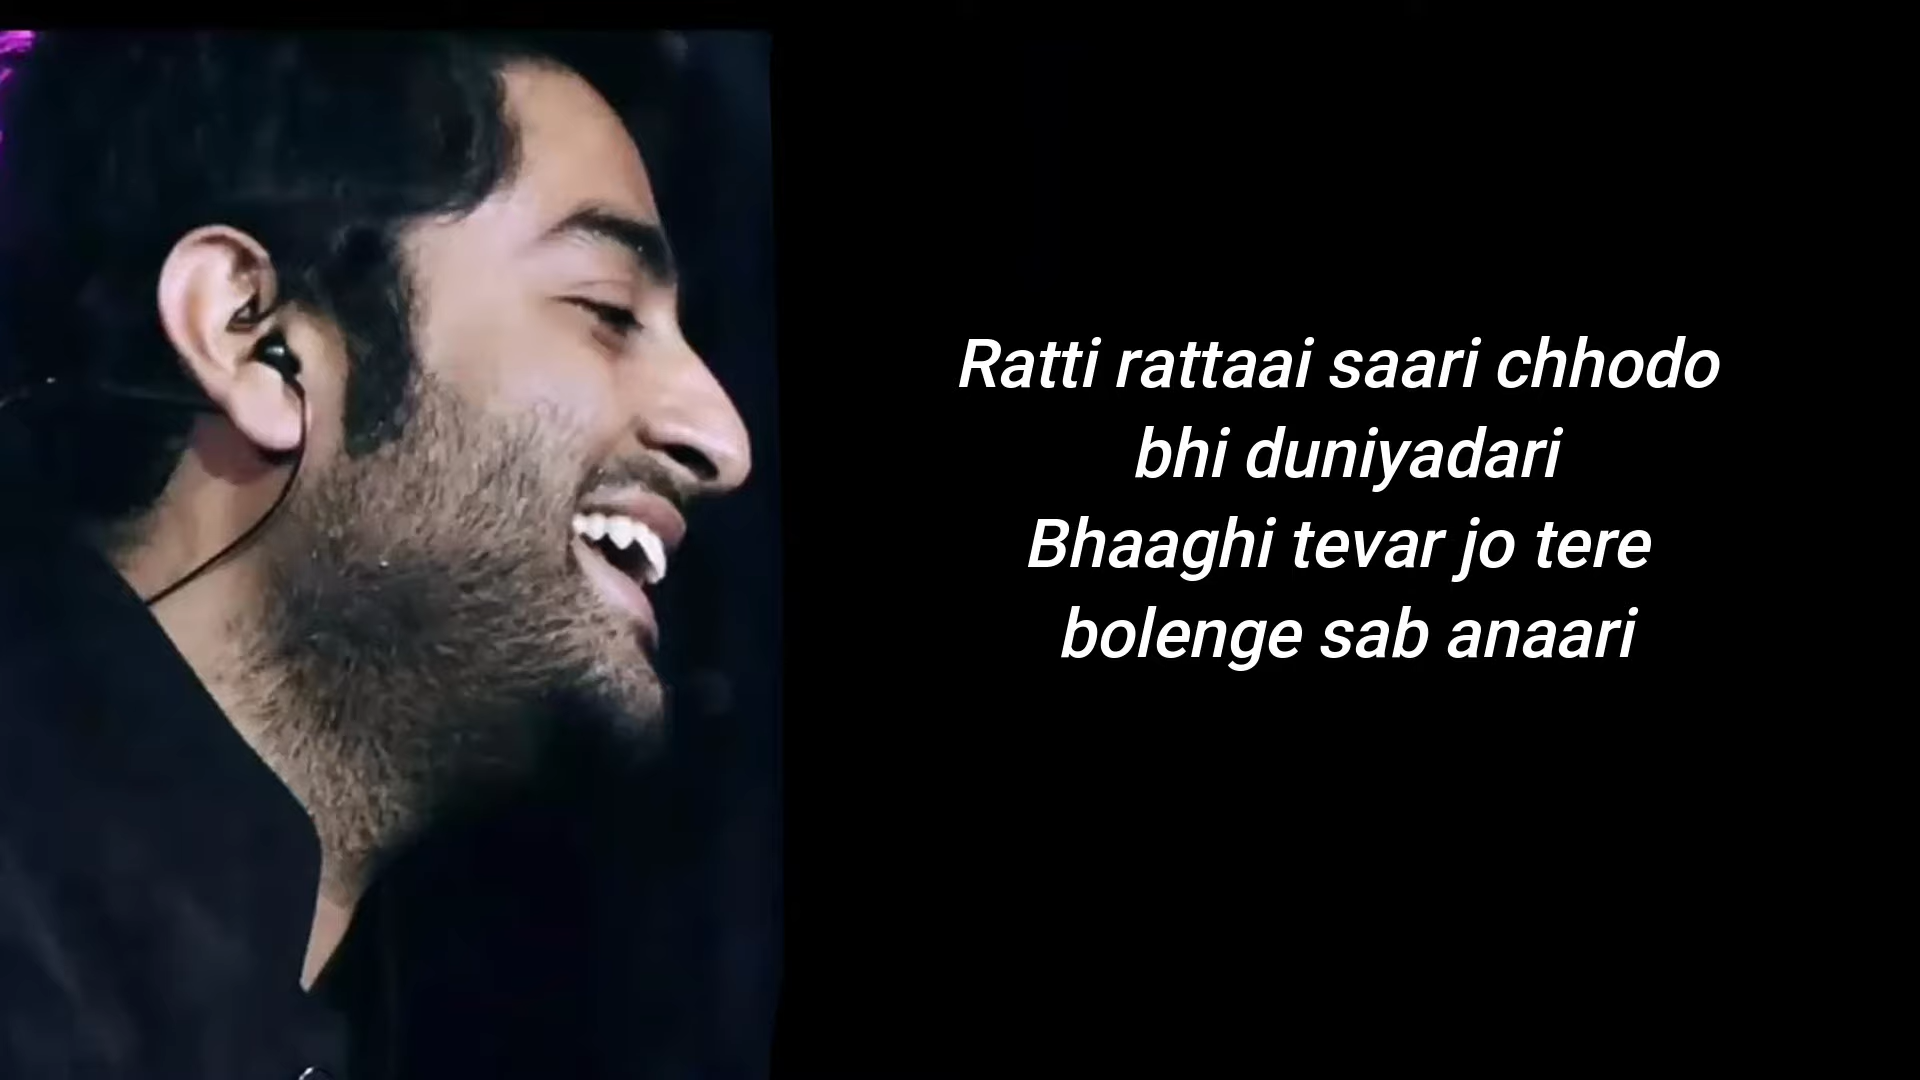 Ratti rattaai saari chhodo
bhi duniyadari
Bhaaghi tevar jo tere
bolenge sab anaari